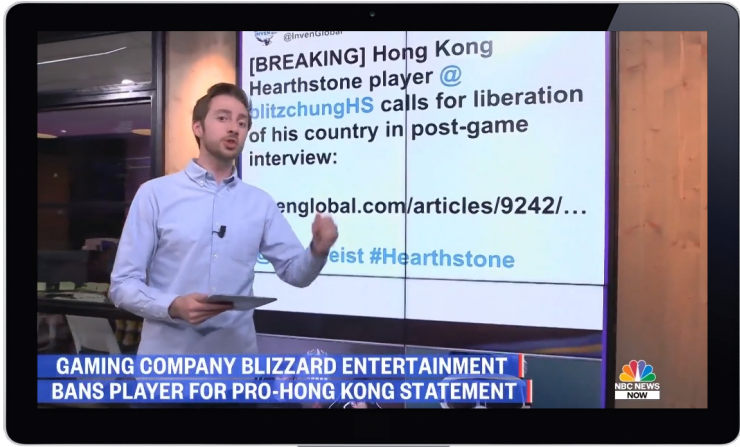 @InvenGlobal
[BREAKING] Hong Kong
Hearthstone player @
blitzchungHS calls for liberation
of his country in post-game
interview:
englobal.com/articles/9242/...
eist #Hearthstone
GAMING COMPANY BLIZZARD ENTERTAINMENT
BANS PLAYER FOR PRO-HONG KONG STATEMENT
NBC NEWS
NOW